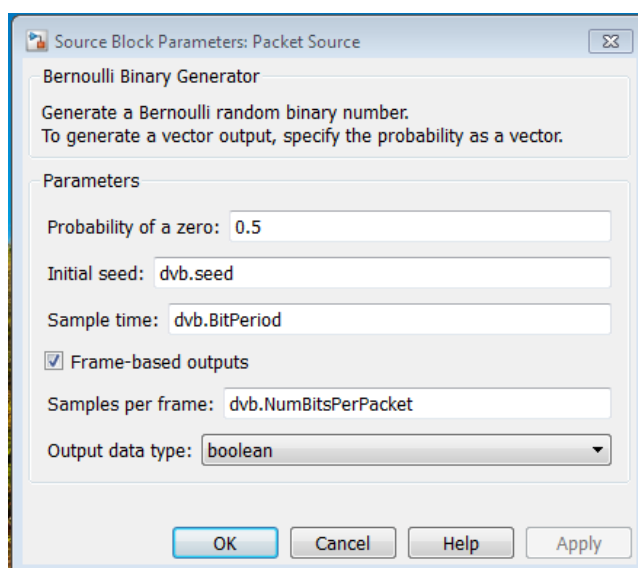 Source Block Parameters: Packet Source
Bernoulli Binary Generator
Generate a Bernoulli random binary number.
To generate a vector output, specify the probability as a vector.
Parameters
Probability of a zero: 0.5
Initial seed: dvb.seed
Sample time: dvb.BitPeriod
Frame-based outputs
Samples per frame: dvb.NumBitsPerPacket
Output data type: boolean
OK Cancel Help Apply